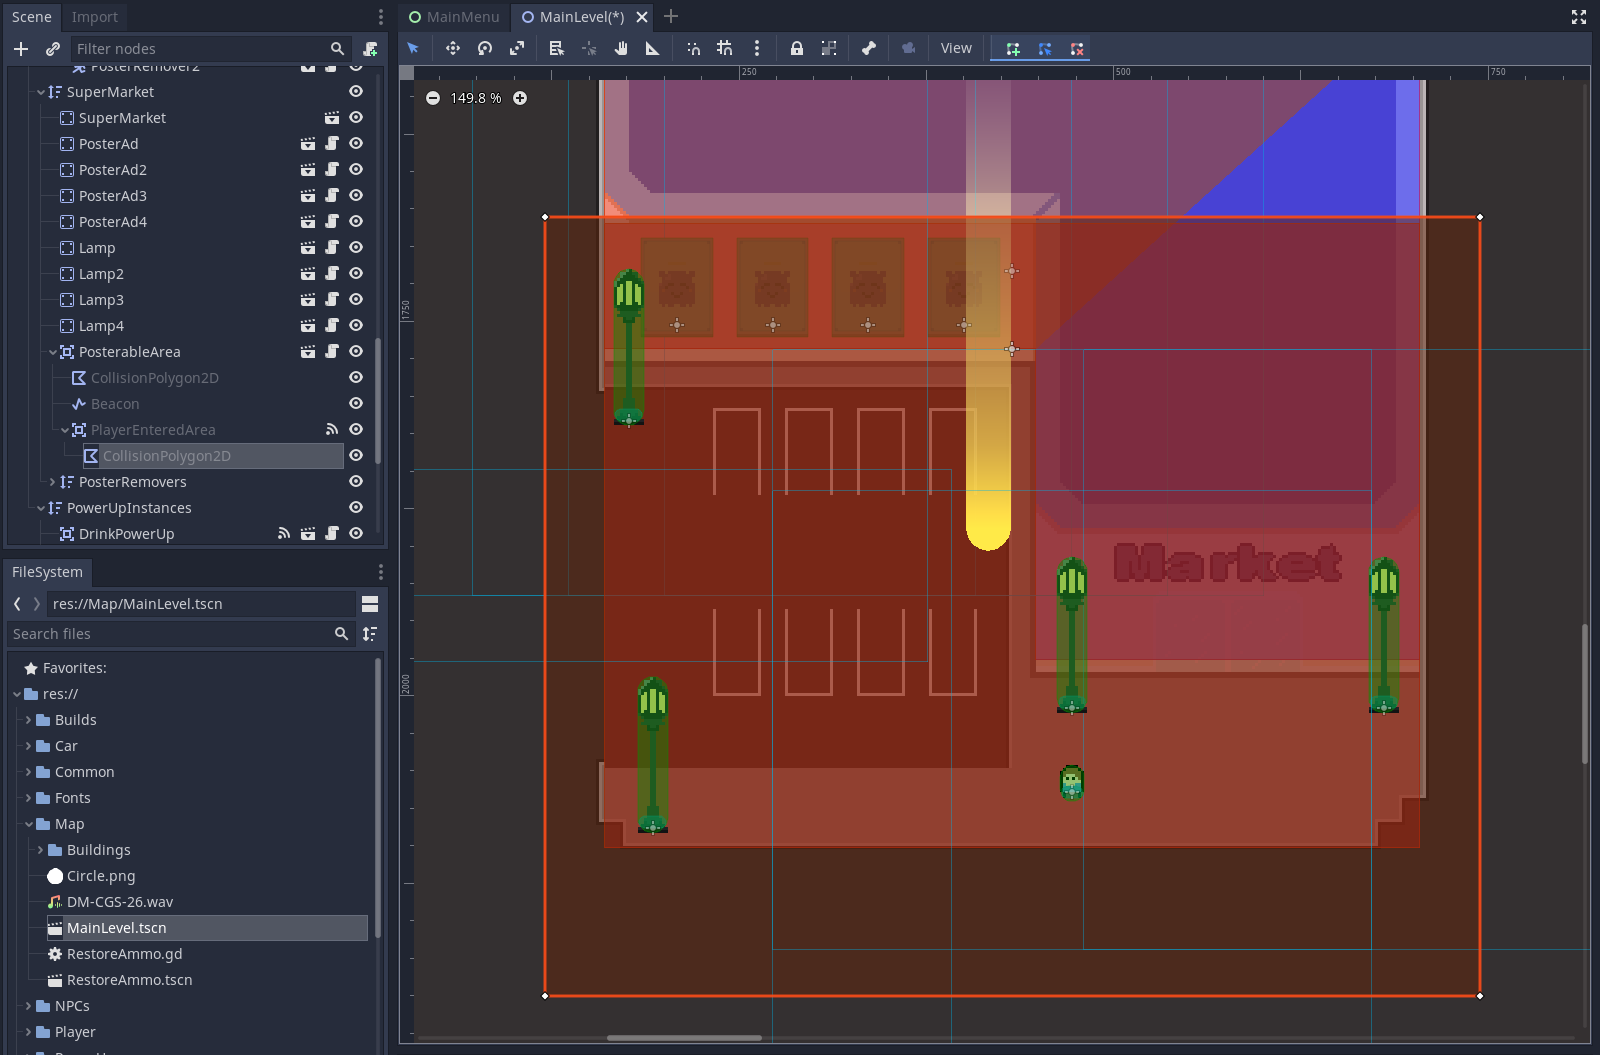 Scene
Import
Filter nodes
PosterRemover2
SuperMarket
SuperMarket
PosterAd
PosterAd2
PosterAd3
PosterAd4
Lamp
Lamp2
Lamp3
Lamp4
PosterableArea
CollisionPolygon2D
Beacon
PlayerEnteredArea
CollisionPolygon2D
PosterRemovers
PowerUpInstances
DrinkPowerUp
FileSystem
res://Map/MainLevel.tscn
Search files
Favorites:
res://
Builds
Car
Common
Fonts
Map
Buildings
Circle.png
DM-CGS-26.wav
MainLevel.tscn
RestoreAmmo.gd
RestoreAmmo.tscn
NPCs
Player
MainMenu
MainLevel(*)
View
250
500
750
149.8 %
1750
2000
Market